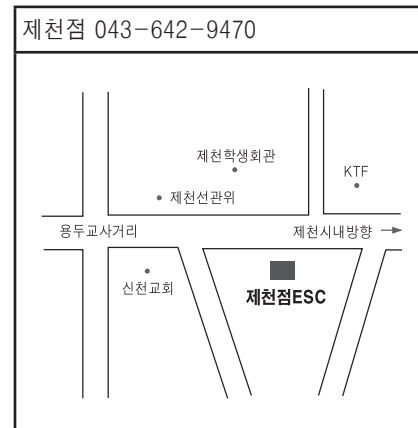 제천점 043-642-9470
제천학생회관
KTF
제천선관위
용두교사거리
제천시내방향
신천교회
제천점ESC